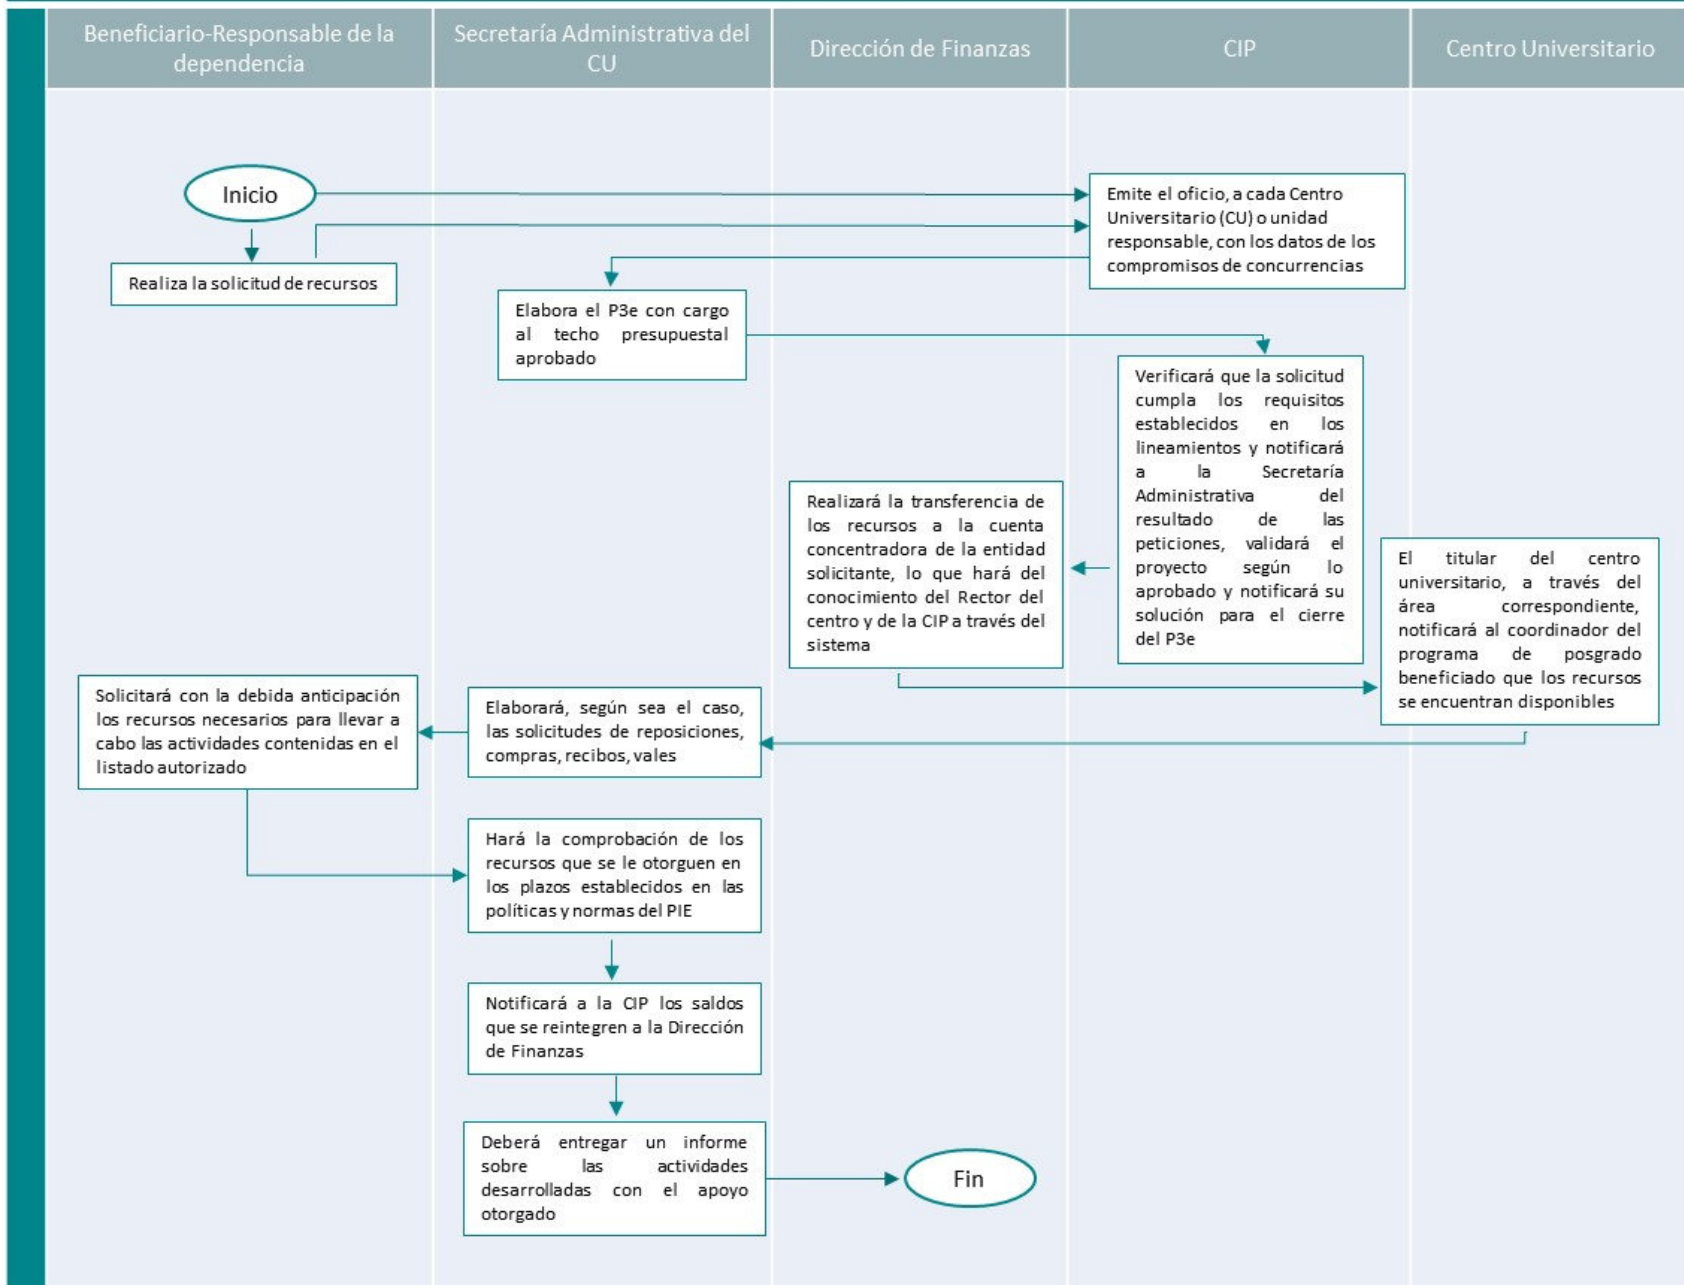 Beneficiario-Responsable de la
dependencia
Secretaría Administrativa del
CU
Dirección de Finanzas
CIP
Centro Universitario
Inicio
Realiza la solicitud de recursos
Emite el oficio, a cada Centro
Universitario (CU) o unidad
responsable, con los datos de los
compromisos de concurrencias
Elabora el P3e con cargo
al techo presupuestal
aprobado
Verificará que la solicitud
cumpla los requisitos
establecidos en los
lineamientos y notificará
a la Secretaría
Administrativa del
resultado de las
peticiones, validará el
proyecto según lo
aprobado y notificará su
solución para el cierre
del P3e
Realizará la transferencia de
los recursos a la cuenta
concentradora de la entidad
solicitante, lo que hará del
conocimiento del Rector del
centro y de la CIP a través del
sistema
El titular del centro
universitario, a través del
área correspondiente,
notificará al coordinador del
programa de posgrado
beneficiado que los recursos
se encuentran disponibles
Elaborará, según sea el caso,
las solicitudes de reposiciones,
compras, recibos, vales
Solicitará con la debida anticipación
los recursos necesarios para llevar a
cabo las actividades contenidas en el
listado autorizado
Hará la comprobación de los
recursos que se le otorguen en
los plazos establecidos en las
políticas y normas del PIE
Notificará a la CIP los saldos
que se reintegren a la Dirección
de Finanzas
Deberá entregar un informe
sobre las actividades
desarrolladas con el apoyo
otorgado
Fin